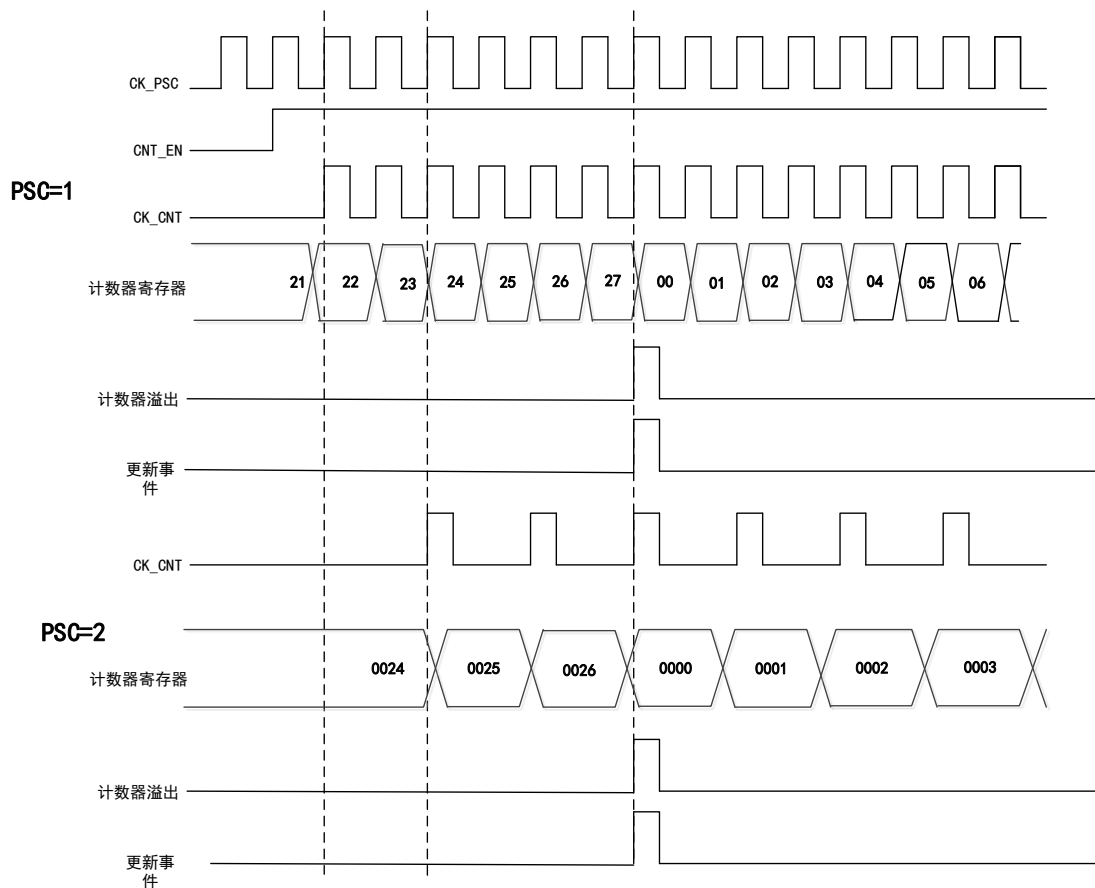 CK_PSC
CNT_EN
PSC=1
CK_CNT
计数器寄存器
21 22 23 24 25 26 27 00 01 02 03 04 05 06
计数器溢出
更新事
件
CK_CNT
PSC=2
计数器寄存器
0024 0025 0026 0000 0001 0002 0003
计数器溢出
更新事
件